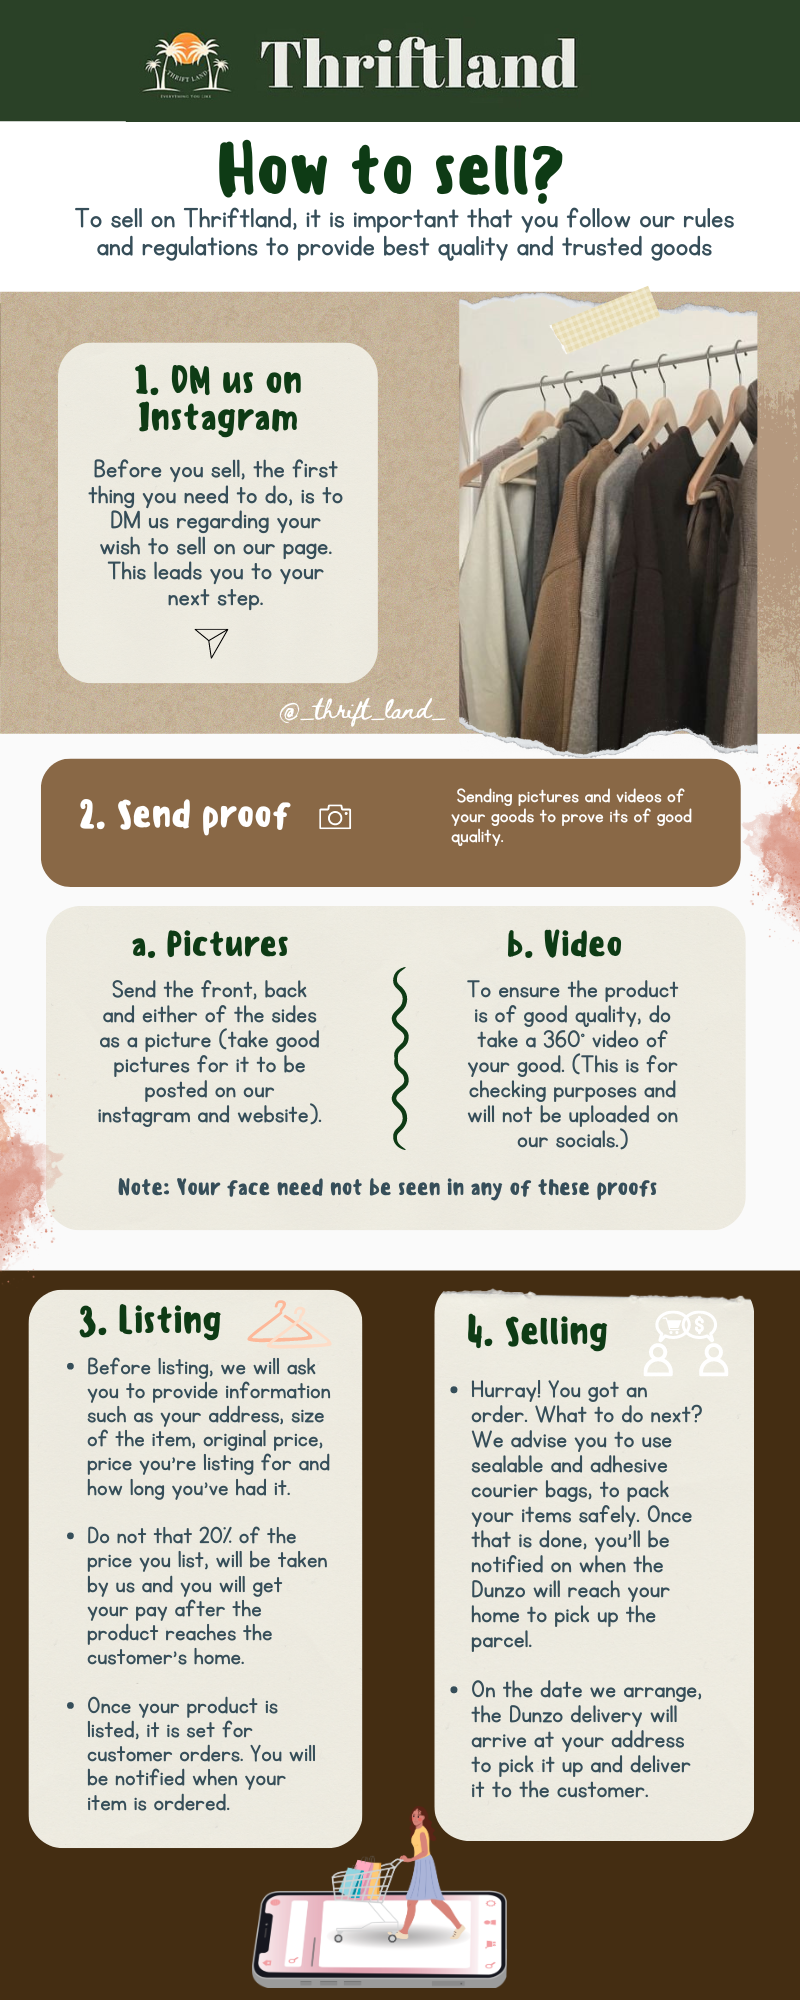 THRIFT LAND
EVERYTHING YOU LIKE
Thriftland
How to sell?
To sell on Thriftland, it is important that you follow our rules
and regulations to provide best quality and trusted goods
1. DM us on
Instagram
Before you sell, the first
thing you need to do, is to
DM us regarding your
wish to sell on our page.
This leads you to your
next step.
@_thrift_land_
2. Send proof
Sending pictures and videos of
your goods to prove its of good
quality.
a. Pictures
Send the front, back
and either of the sides
as a picture (take good
pictures for it to be
posted on our
instagram and website).
b. Video
To ensure the product
is of good quality, do
take a 360° video of
your good. (This is for
checking purposes and
will not be uploaded on
our socials.)
Note: Your face need not be seen in any of these proofs
3. Listing
• Before listing, we will ask
you to provide information
such as your address, size
of the item, original price,
price you're listing for and
how long you've had it.
• Do not that 20% of the
price you list, will be taken
by us and you will get
your pay after the
product reaches the
customer's home.
• Once your product is
listed, it is set for
customer orders. You will
be notified when your
item is ordered.
4. Selling
$
• Hurray! You got an
order. What to do next?
We advise you to use
sealable and adhesive
courier bags, to pack
your items safely. Once
that is done, you'll be
notified on when the
Dunzo will reach your
home to pick up the
parcel.
• On the date we arrange,
the Dunzo delivery will
arrive at your address
to pick it up and deliver
it to the customer.